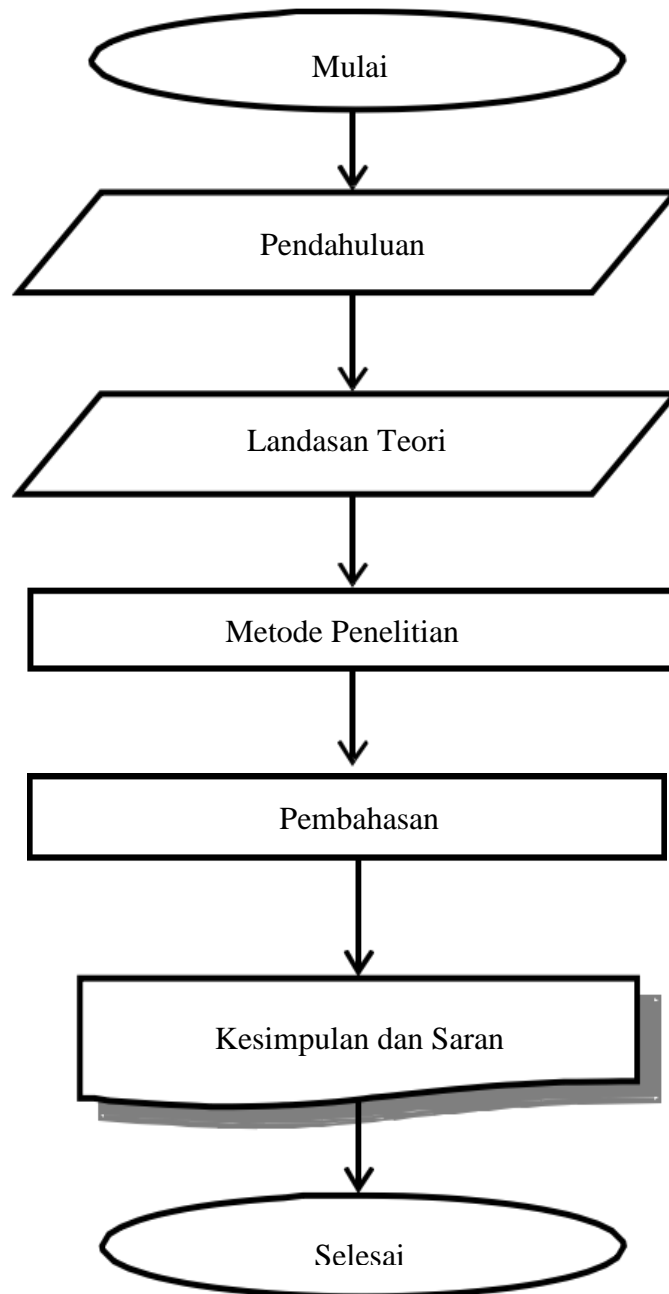 Mulai
Pendahuluan
Landasan Teori
Metode Penelitian
Pembahasan
Kesimpulan dan Saran
Selesai